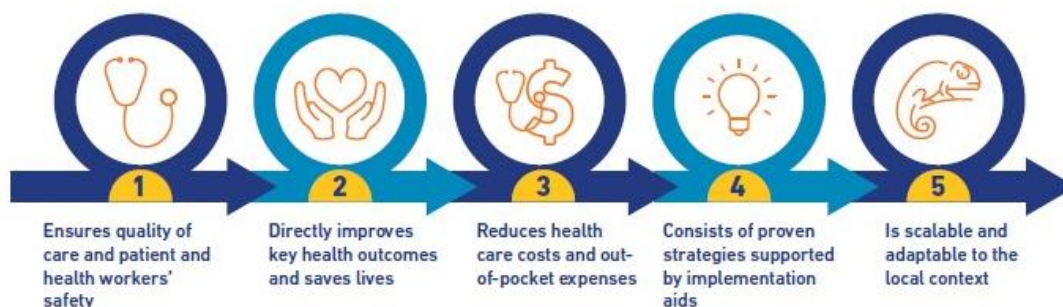 1
Ensures quality of
care and patient and
health workers'
safety
2
Directly improves
key health outcomes
and saves lives
3
Reduces health
care costs and out-
of-pocket expenses
4
Consists of proven
strategies supported
by implementation
aids
5
Is scalable and
adaptable to the
local context